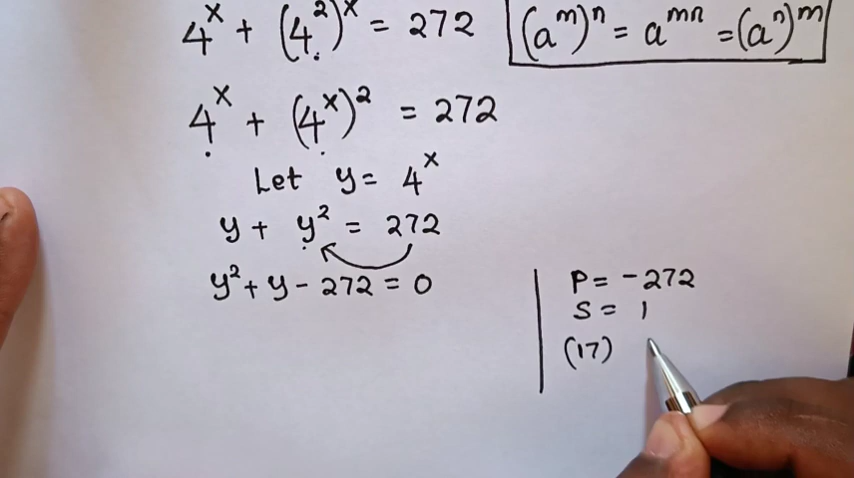 4^x + (4^2)^x = 272
(a^m)^n = a^mn = (a^n)^m
4^x + (4^x)^2 = 272
Let y = 4^x
y + y^2 = 272
y^2 + y - 272 = 0
P = -272
S = 1
(17)